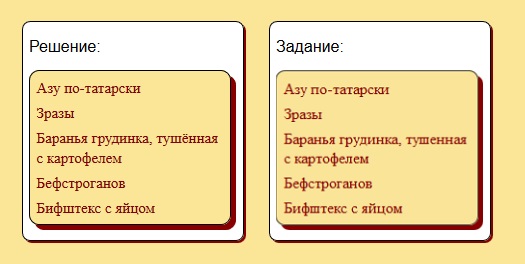 Решение:
Азу по-татарски
Зразы
Баранья грудинка, тушённая
с картофелем
Бефстроганов
Бифштекс с яйцом
Задание:
Азу по-татарски
Зразы
Баранья грудинка, тушенная
с картофелем
Бефстроганов
Бифштекс с яйцом